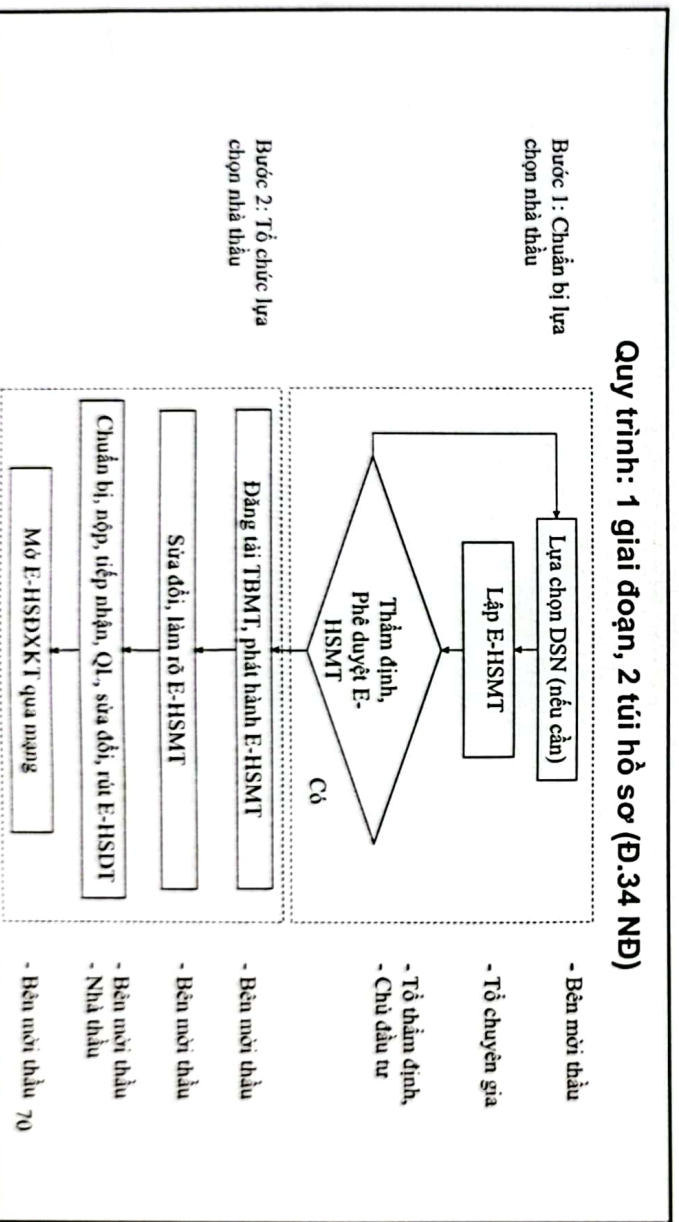 Quy trình: 1 giai đoạn, 2 túi hồ sơ (Đ.34 NĐ)
Bước 1: Chuẩn bị lựa
chọn nhà thầu
Lựa chọn DSN (nếu cần)
- Bên mời thầu
Lập E-HSMT
- Tổ chuyên gia
Thẩm định,
Phê duyệt E-
HSMT
Có
- Tổ thẩm định,
- Chủ đầu tư
Bước 2: Tổ chức lựa
chọn nhà thầu
Đăng tải TBMT, phát hành E-HSMT
- Bên mời thầu
Sửa đổi, làm rõ E-HSMT
- Bên mời thầu
Chuẩn bị, nộp, tiếp nhận, QL, sửa đổi, rút E-HSDT
- Bên mời thầu
- Nhà thầu
Mở E-HSĐXKT qua mạng
- Bên mời thầu
70